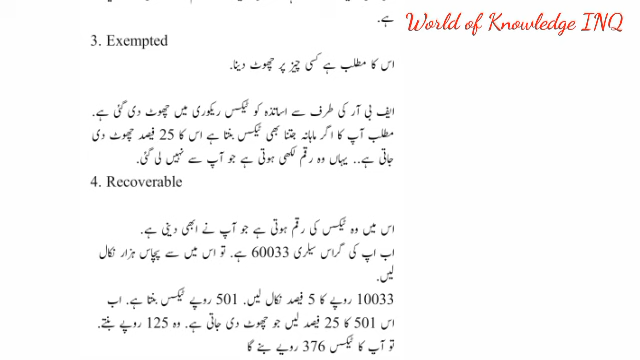 World of Knowledge INQ
ہے.
3. Exempted
اس کا مطلب ہے کسی چیز پر چھوٹ دینا.
ایف بی آر کی طرف سے اساتذہ کو ٹیکس ریکوری میں چھوٹ دی گئی ہے.
مطلب آپ کا اگر ماہانہ جتنا بھی ٹیکس بنتا ہے اس کا 25 فیصد چھوٹ دی
جاتی ہے.. یہاں وہ رقم لکھی ہوتی ہے جو آپ سے نہیں لی گئی.
4. Recoverable
اس میں وہ ٹیکس کی رقم ہوتی ہے جو آپ نے ابھی دینی ہے.
اب اپ کی گراس سیلری 60033 ہے. تو اس میں سے پچاس ہزار نکال
لیں.
10033 روپے کا 5 فیصد نکال لیں. 501 روپے ٹیکس بنتا ہے. اب
اس 501 کا 25 فیصد لیں جو چھوٹ دی جاتی ہے. وہ 125 روپے بنتے.
تو آپ کا ٹیکس 376 روپے بنے گا